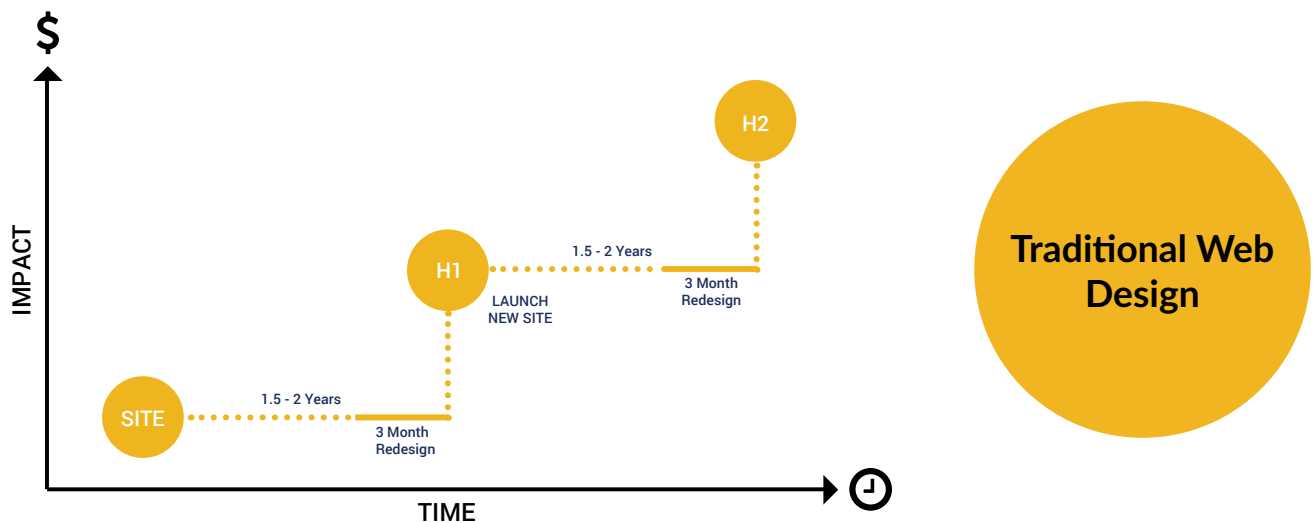 $
H2
1.5 - 2 Years
H1
3 Month
Redesign
LAUNCH
NEW SITE
IMPACT
SITE
1.5 - 2 Years
3 Month
Redesign
TIME
Traditional Web
Design